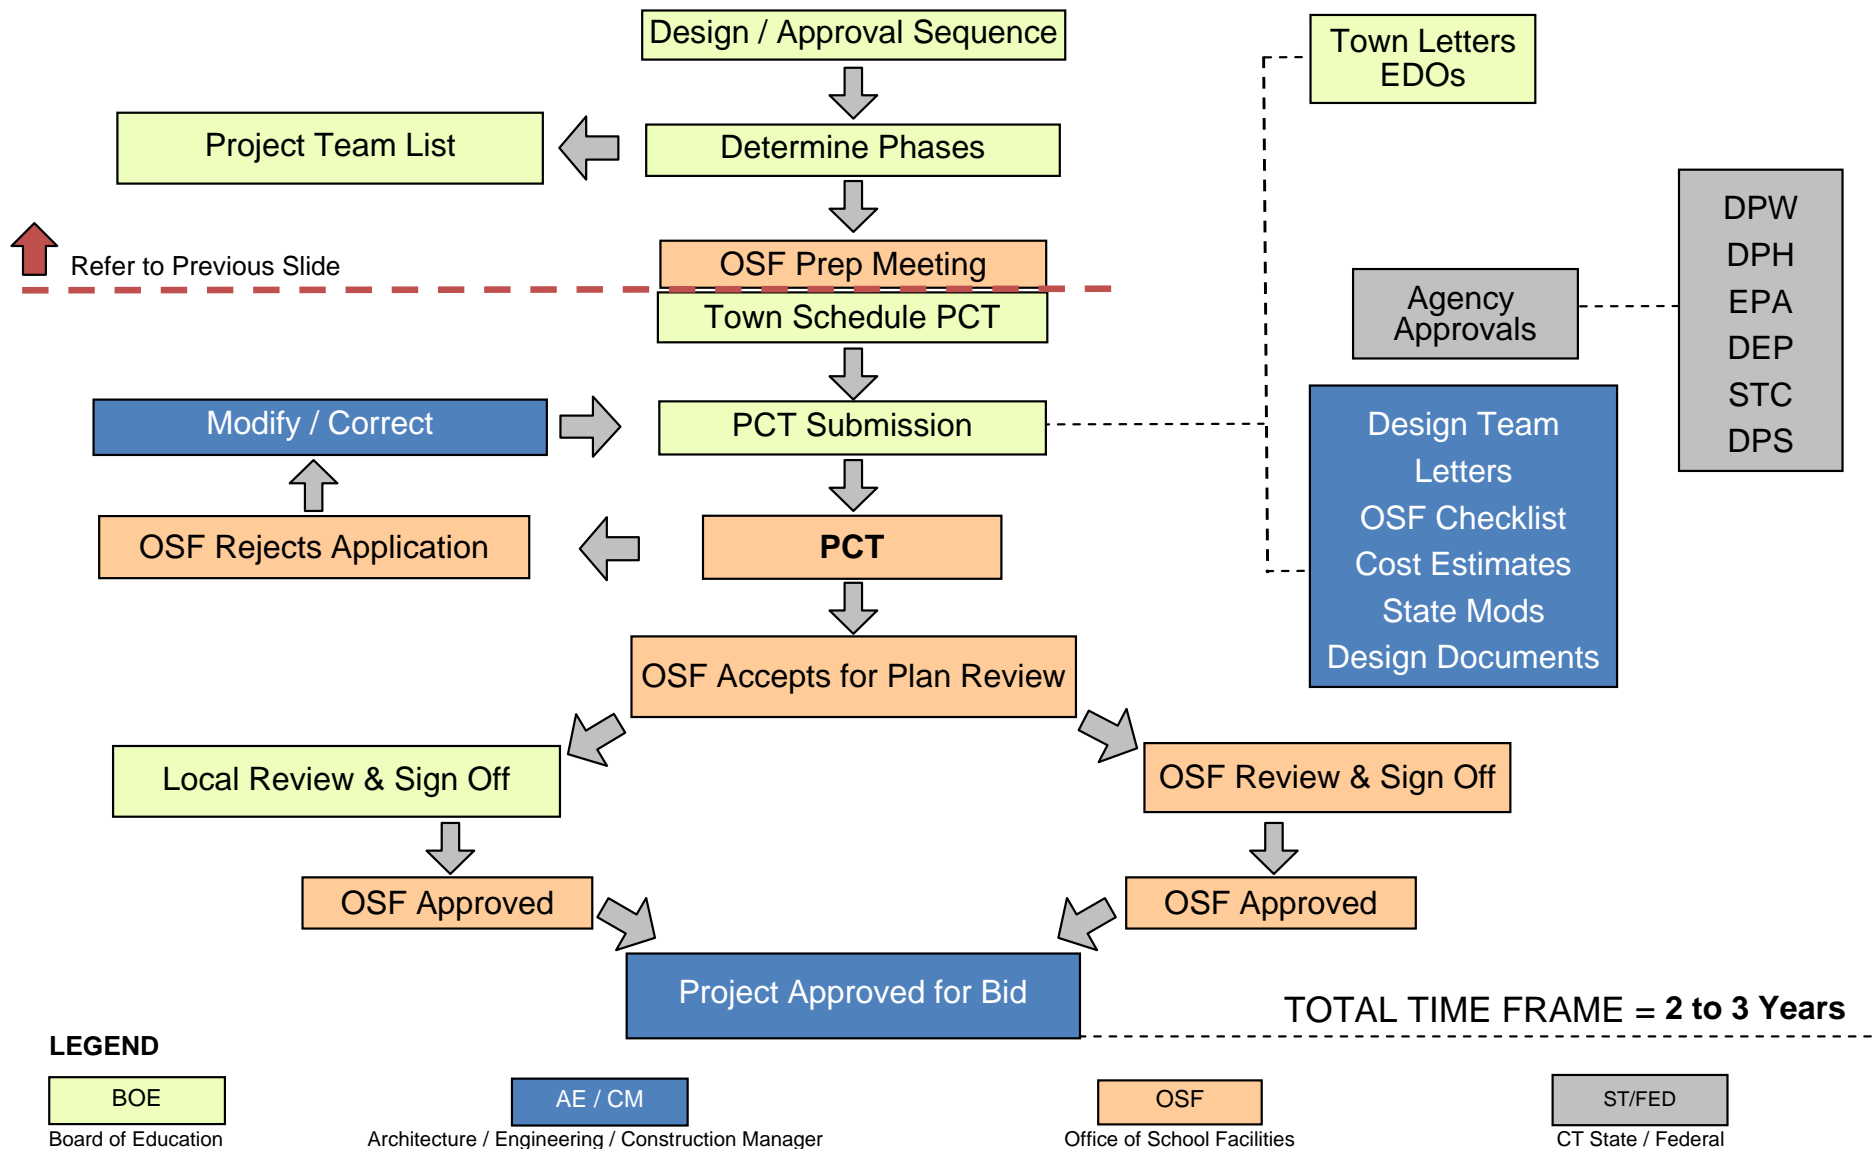 Design / Approval Sequence
Town Letters
EDOs
Project Team List
Determine Phases
DPW
DPH
EPA
DEP
STC
DPS
Refer to Previous Slide
OSF Prep Meeting
Town Schedule PCT
Agency
Approvals
Modify / Correct
PCT Submission
Design Team
Letters
OSF Checklist
Cost Estimates
State Mods
Design Documents
OSF Rejects Application
PCT
OSF Accepts for Plan Review
Local Review & Sign Off
OSF Review & Sign Off
OSF Approved
OSF Approved
Project Approved for Bid
TOTAL TIME FRAME = 2 to 3 Years
LEGEND
BOE
Board of Education
AE / CM
Architecture / Engineering / Construction Manager
OSF
Office of School Facilities
ST/FED
CT State / Federal